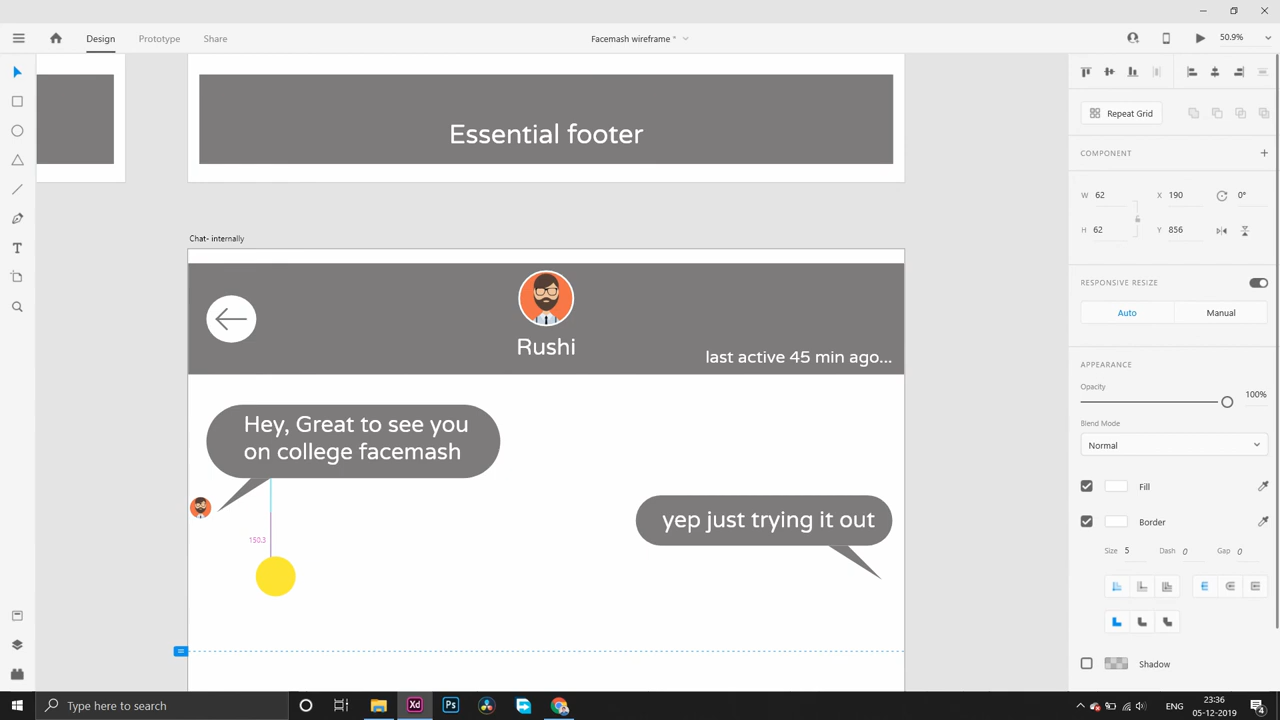 Design
Prototype
Share
Facemash wireframe *
50.9%
Essential footer
Repeat Grid
COMPONENT
W 62
X 190
0°
H 62
Y 856
RESPONSIVE RESIZE
Auto
Manual
APPEARANCE
Opacity
100%
Blend Mode
Normal
Fill
Border
Size 5
Dash 0
Gap 0
Shadow
Chat- internally
Rushi
last active 45 min ago...
Hey, Great to see you
on college facemash
yep just trying it out
150.3
Type here to search
Xd
Ps
ENG
23:36
05-12-2019
4